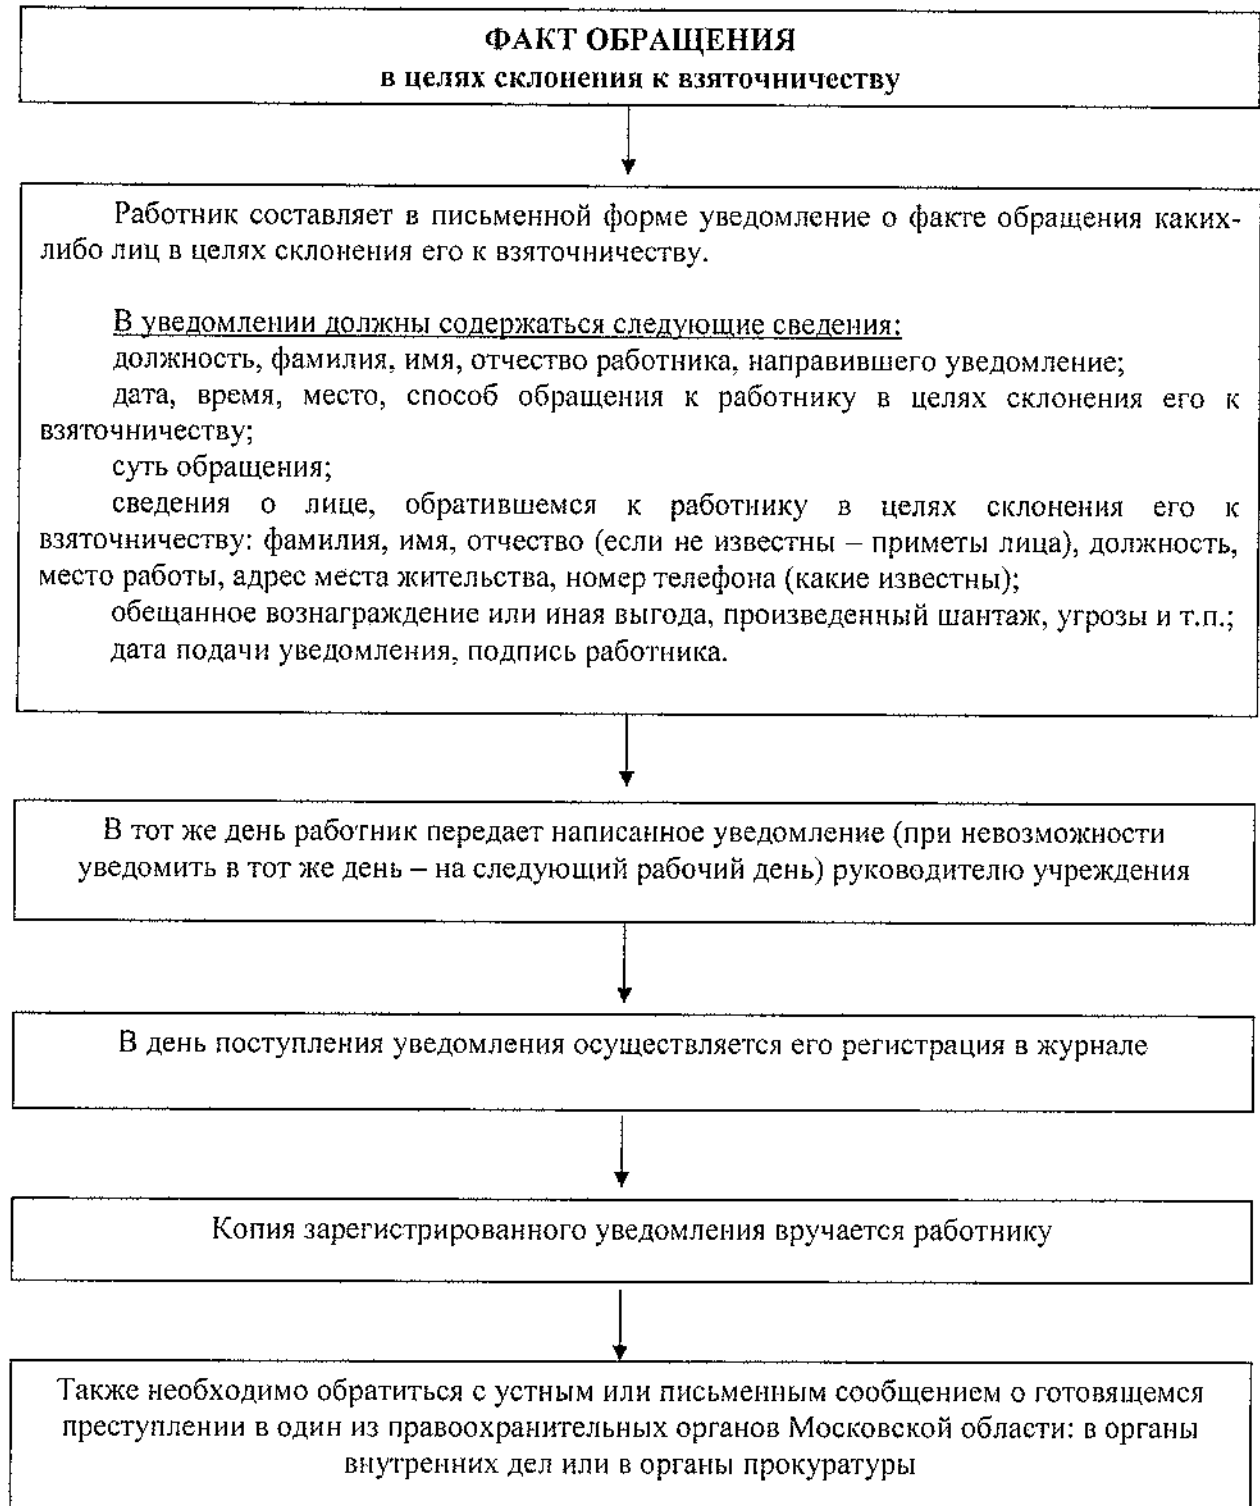 ФАКТ ОБРАЩЕНИЯ
в целях склонения к взяточничеству
Работник составляет в письменной форме уведомление о факте обращения каких-
либо лиц в целях склонения его к взяточничеству.
В уведомлении должны содержаться следующие сведения:
должность, фамилия, имя, отчество работника, направившего уведомление;
дата, время, место, способ обращения к работнику в целях склонения его к
взяточничеству;
суть обращения;
сведения о лице, обратившемся к работнику в целях склонения его к
взяточничеству: фамилия, имя, отчество (если не известны – приметы лица), должность,
место работы, адрес места жительства, номер телефона (какие известны);
обещанное вознаграждение или иная выгода, произведенный шантаж, угрозы и т.п.;
дата подачи уведомления, подпись работника.
В тот же день работник передает написанное уведомление (при невозможности
уведомить в тот же день – на следующий рабочий день) руководителю учреждения
В день поступления уведомления осуществляется его регистрация в журнале
Копия зарегистрированного уведомления вручается работнику
Также необходимо обратиться с устным или письменным сообщением о готовящемся
преступлении в один из правоохранительных органов Московской области: в органы
внутренних дел или в органы прокуратуры